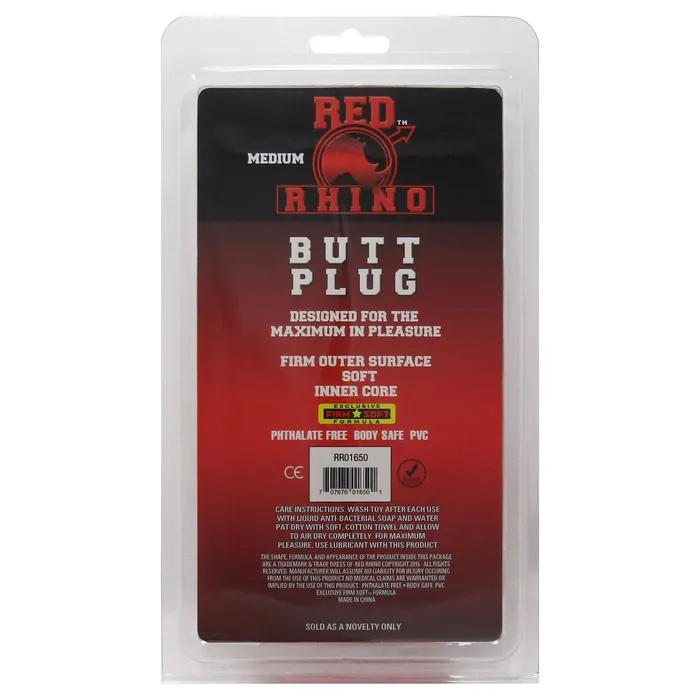 RED TM
MEDIUM
RHINO
BUTT
PLUG
DESIGNED FOR THE
MAXIMUM IN PLEASURE
FIRM OUTER SURFACE
SOFT
INNER CORE
EXCLUSIVE
FIRM SOFT
FORMULA
PHTHALATE FREE BODY SAFE PVC
CE
RR01650
7 07676 01650 1
CARE INSTRUCTIONS: WASH TOY AFTER EACH USE
WITH LIQUID ANTI-BACTERIAL SOAP AND WATER
PAT DRY WITH SOFT, COTTON TOWEL AND ALLOW
TO AIR DRY COMPLETELY. FOR MAXIMUM
PLEASURE, USE LUBRICANT WITH THIS PRODUCT
THE SHAPE, FORMULA, AND APPEARANCE OF THE PRODUCT INSIDE THIS PACKAGE
ARE A TRADEMARK & TRADE DRESS OF RED RHINO COPYRIGHT 2016 ALL RIGHTS
RESERVED. MANUFACTURER WILL ASSUME NO LIABILITY FOR INJURY OCCURING
FROM THE USE OF THIS PRODUCT NO MEDICAL CLAIMS ARE WARRANTED OR
IMPLIED BY THE USE OF THIS PRODUCT. PHTHALATE FREE • BODY SAFE PVC
EXCLUSIVE FIRM SOFT™ FORMULA
MADE IN CHINA
SOLD AS A NOVELTY ONLY